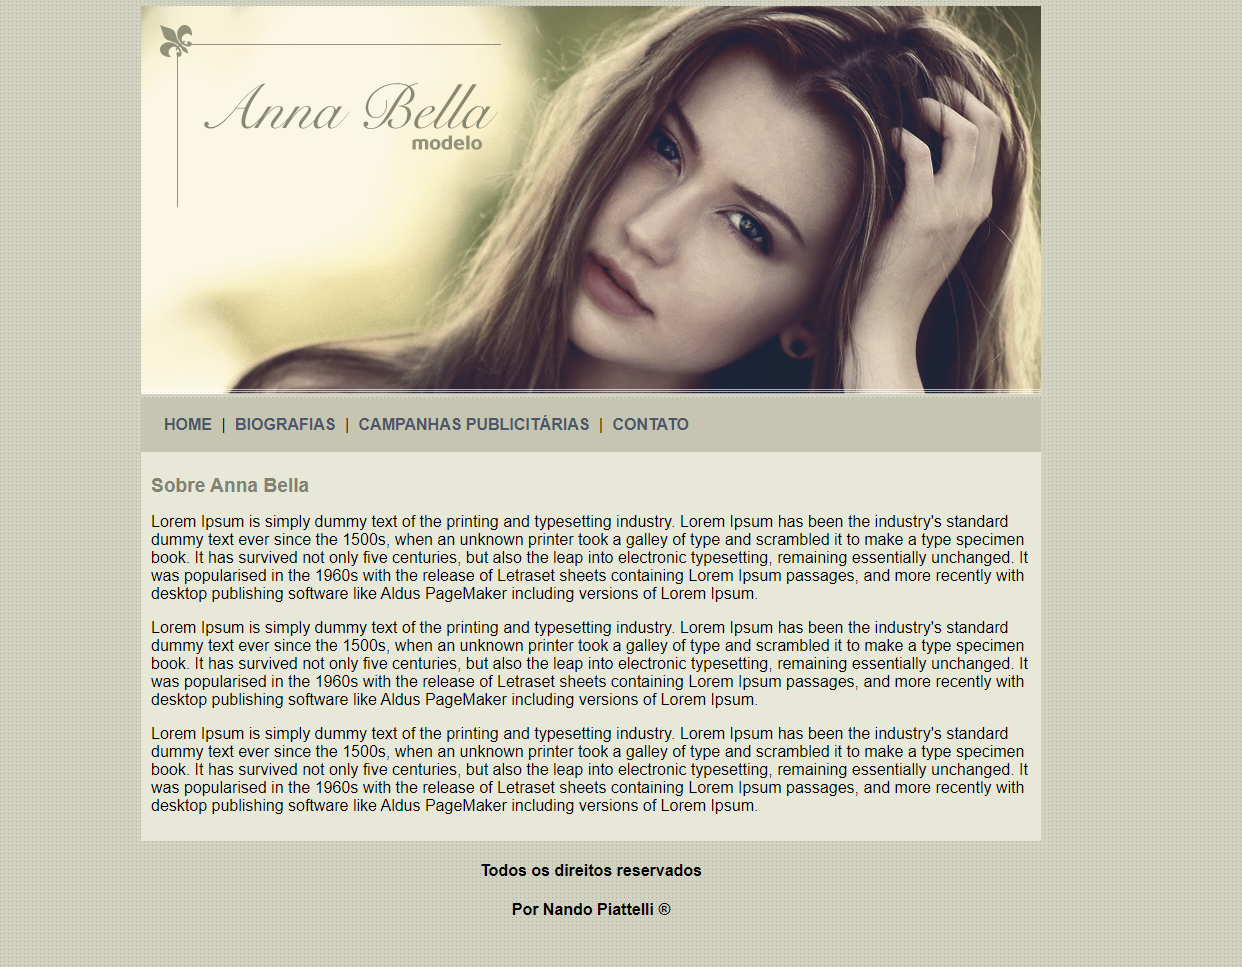 Anna Bella
modelo
HOME | BIOGRAFIAS | CAMPANHAS PUBLICITÁRIAS | CONTATO
Sobre Anna Bella
Lorem Ipsum is simply dummy text of the printing and typesetting industry. Lorem Ipsum has been the industry's standard
dummy text ever since the 1500s, when an unknown printer took a galley of type and scrambled it to make a type specimen
book. It has survived not only five centuries, but also the leap into electronic typesetting, remaining essentially unchanged. It
was popularised in the 1960s with the release of Letraset sheets containing Lorem Ipsum passages, and more recently with
desktop publishing software like Aldus PageMaker including versions of Lorem Ipsum.
Lorem Ipsum is simply dummy text of the printing and typesetting industry. Lorem Ipsum has been the industry's standard
dummy text ever since the 1500s, when an unknown printer took a galley of type and scrambled it to make a type specimen
book. It has survived not only five centuries, but also the leap into electronic typesetting, remaining essentially unchanged. It
was popularised in the 1960s with the release of Letraset sheets containing Lorem Ipsum passages, and more recently with
desktop publishing software like Aldus PageMaker including versions of Lorem Ipsum.
Lorem Ipsum is simply dummy text of the printing and typesetting industry. Lorem Ipsum has been the industry's standard
dummy text ever since the 1500s, when an unknown printer took a galley of type and scrambled it to make a type specimen
book. It has survived not only five centuries, but also the leap into electronic typesetting, remaining essentially unchanged. It
was popularised in the 1960s with the release of Letraset sheets containing Lorem Ipsum passages, and more recently with
desktop publishing software like Aldus PageMaker including versions of Lorem Ipsum.
Todos os direitos reservados
Por Nando Piattelli ®